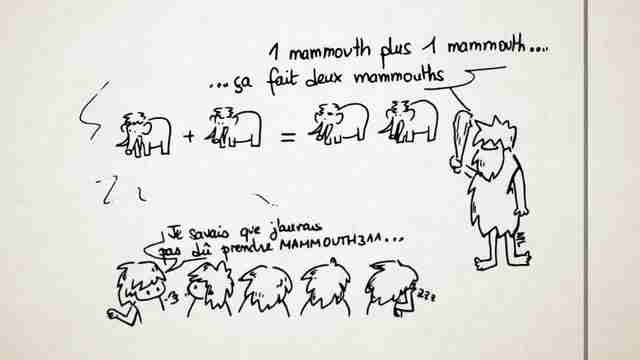 1 mammouth plus 1 mammouth....
...ça fait deux mammouths
+ =
Je savais que j'aurais
pas dû prendre MAMMOUTH311...
zzz